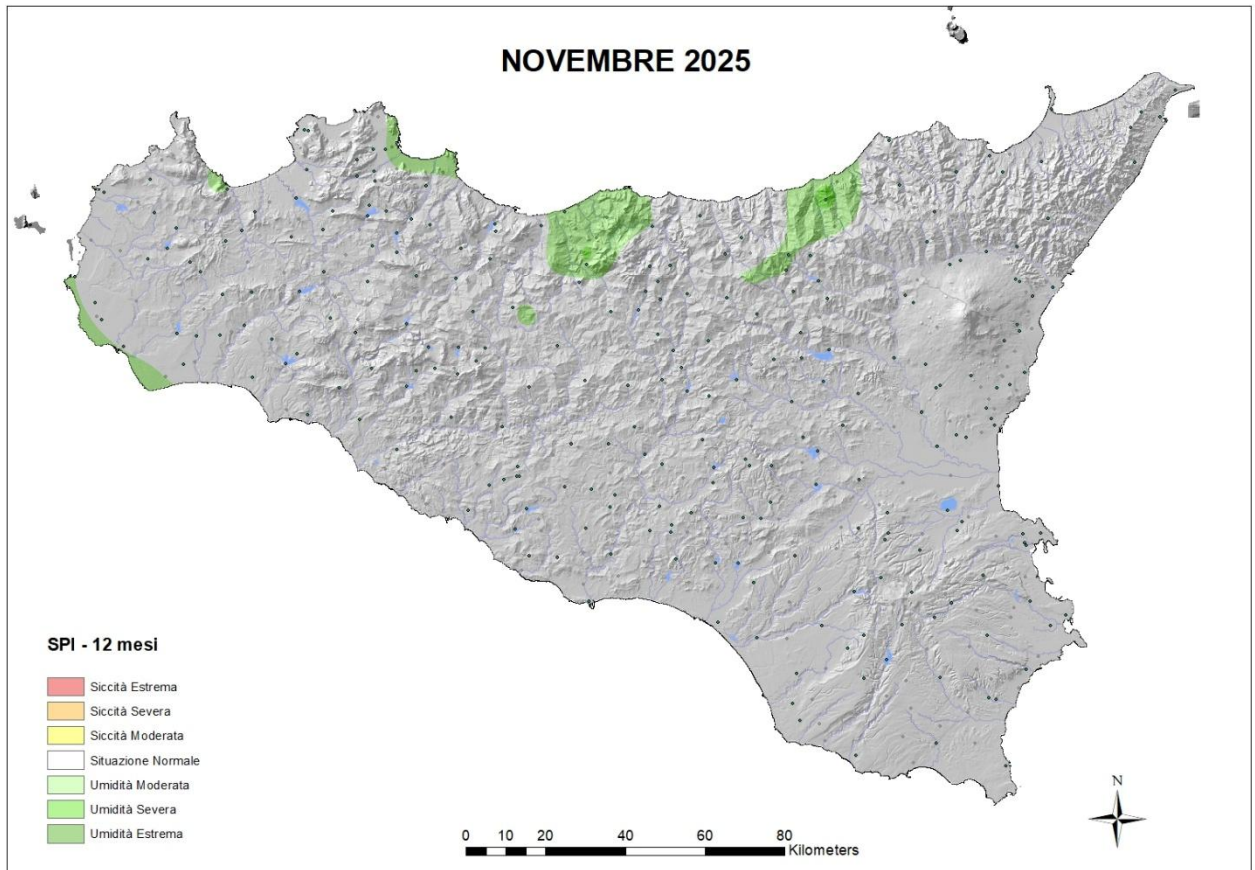 NOVEMBRE 2025
SPI - 12 mesi
Siccità Estrema
Siccità Severa
Siccità Moderata
Situazione Normale
Umidità Moderata
Umidità Severa
Umidità Estrema
N
0 10 20 40 60 80
Kilometers